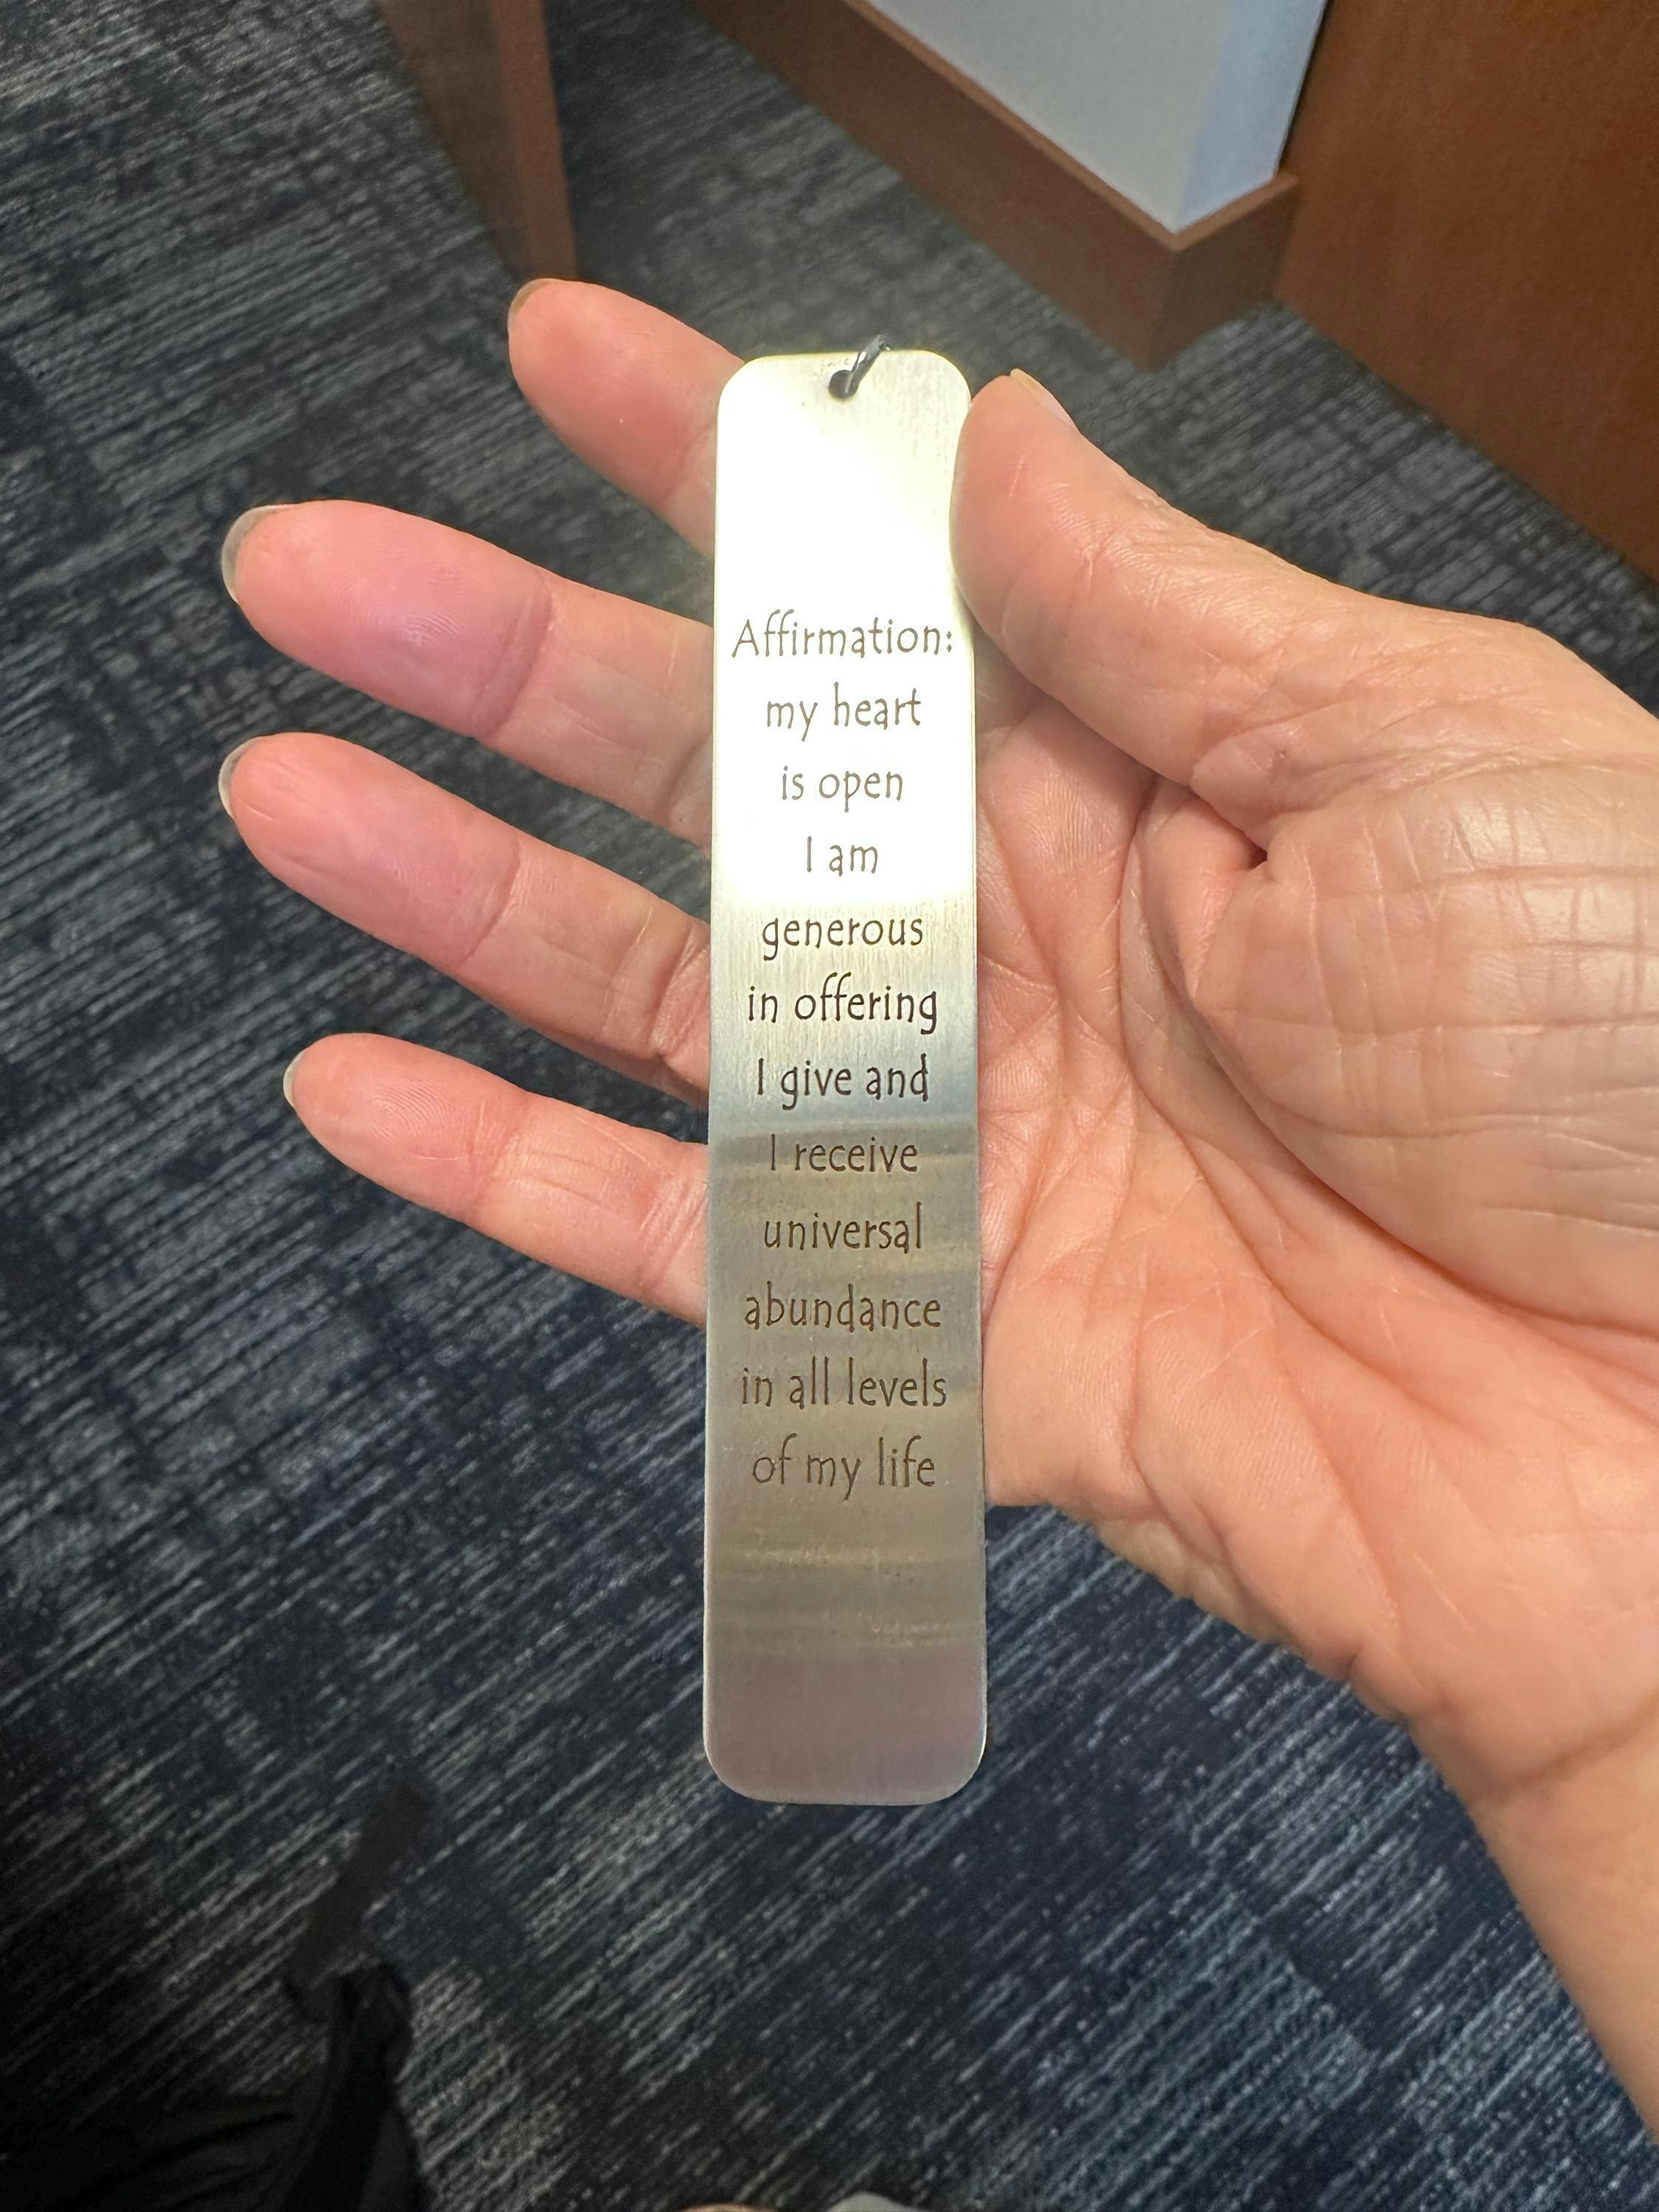 Affirmation:
my heart
is open
I am
generous
in offering
I give and
I receive
universal
abundance
in all levels
of my life